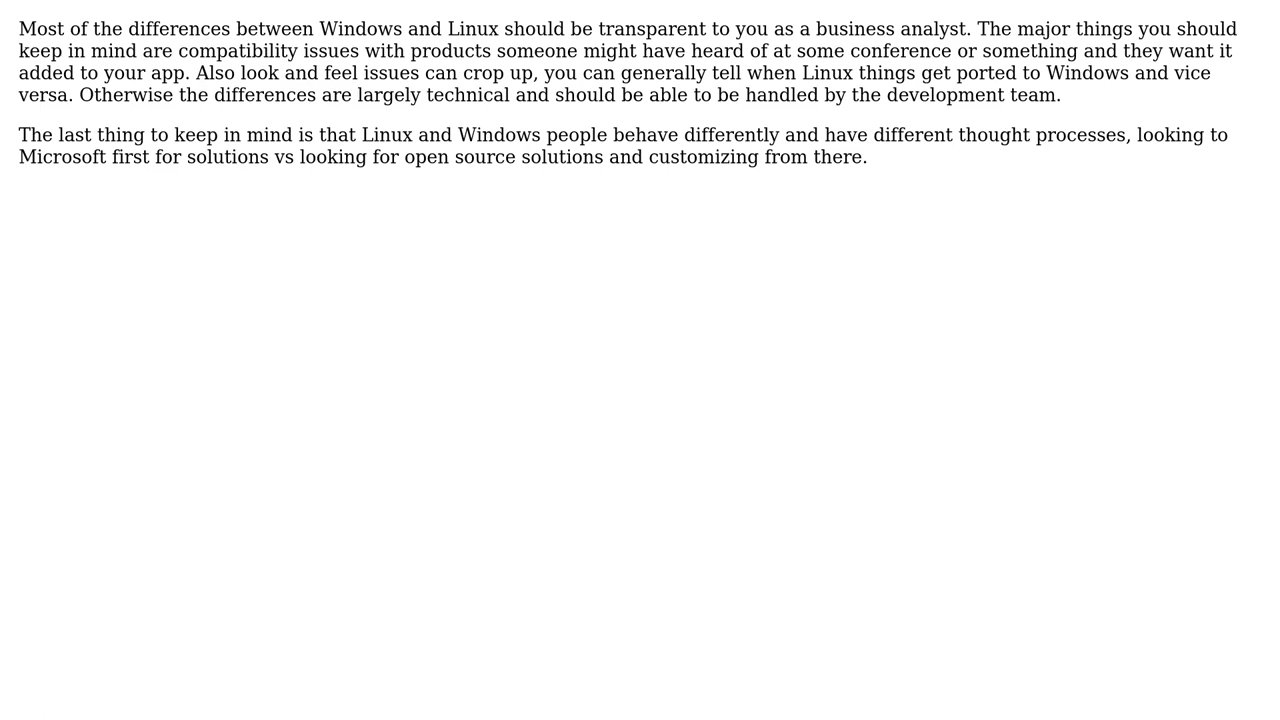 Most of the differences between Windows and Linux should be transparent to you as a business analyst. The major things you should
keep in mind are compatibility issues with products someone might have heard of at some conference or something and they want it
added to your app. Also look and feel issues can crop up, you can generally tell when Linux things get ported to Windows and vice
versa. Otherwise the differences are largely technical and should be able to be handled by the development team.
The last thing to keep in mind is that Linux and Windows people behave differently and have different thought processes, looking to
Microsoft first for solutions vs looking for open source solutions and customizing from there.